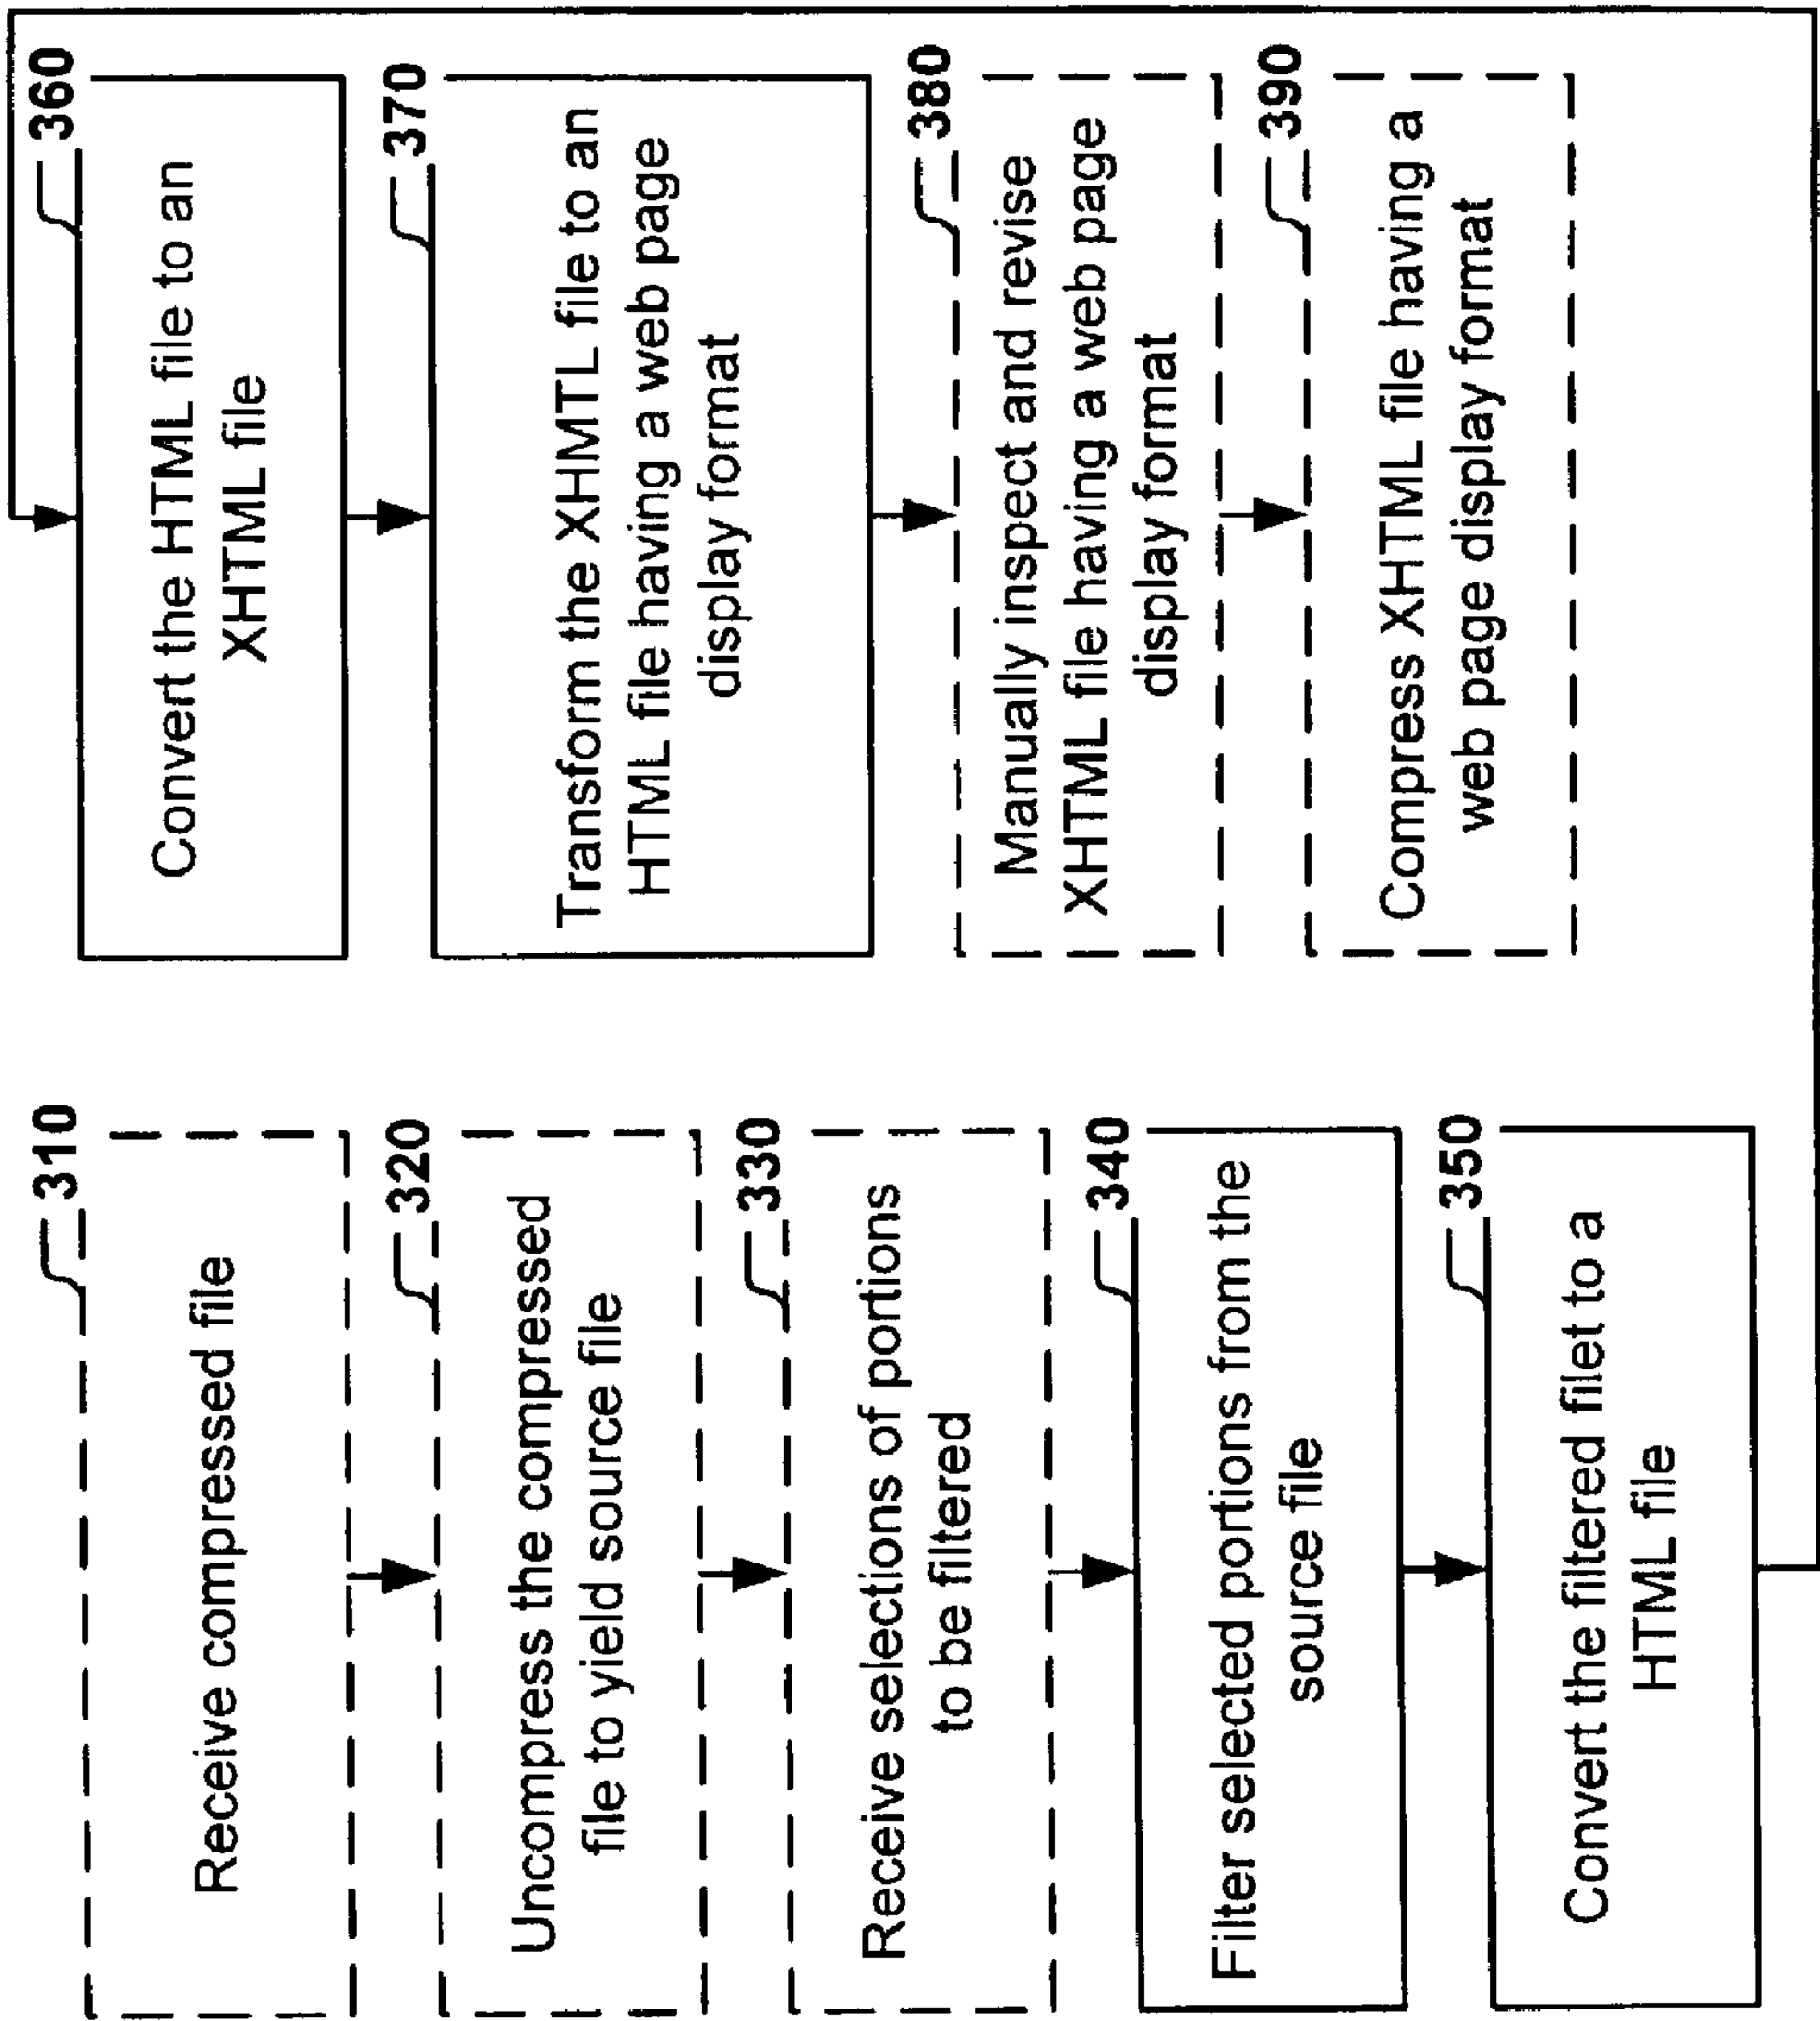 310
Receive compressed file
320
Uncompress the compressed
file to yield source file
330
Receive selections of portions
to be filtered
340
Filter selected portions from the
source file
350
Convert the filtered filet to a
HTML file
360
Convert the HTML file to an
XHTML file
370
Transform the XHMTL file to an
HTML file having a web page
display format
380
Manually inspect and revise
XHTML file having a web page
display format
390
Compress XHTML file having a
web page display format